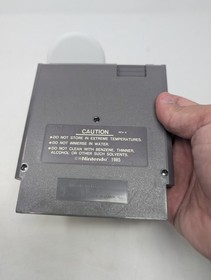 CAUTION
●DO NOT STORE IN EXTREME TEMPERATURES.
●DO NOT IMMERSE IN WATER.
●DO NOT CLEAN WITH BENZENE, THINNER,
ALCOHOL OR OTHER SUCH SOLVENTS.
Nintendo 1985